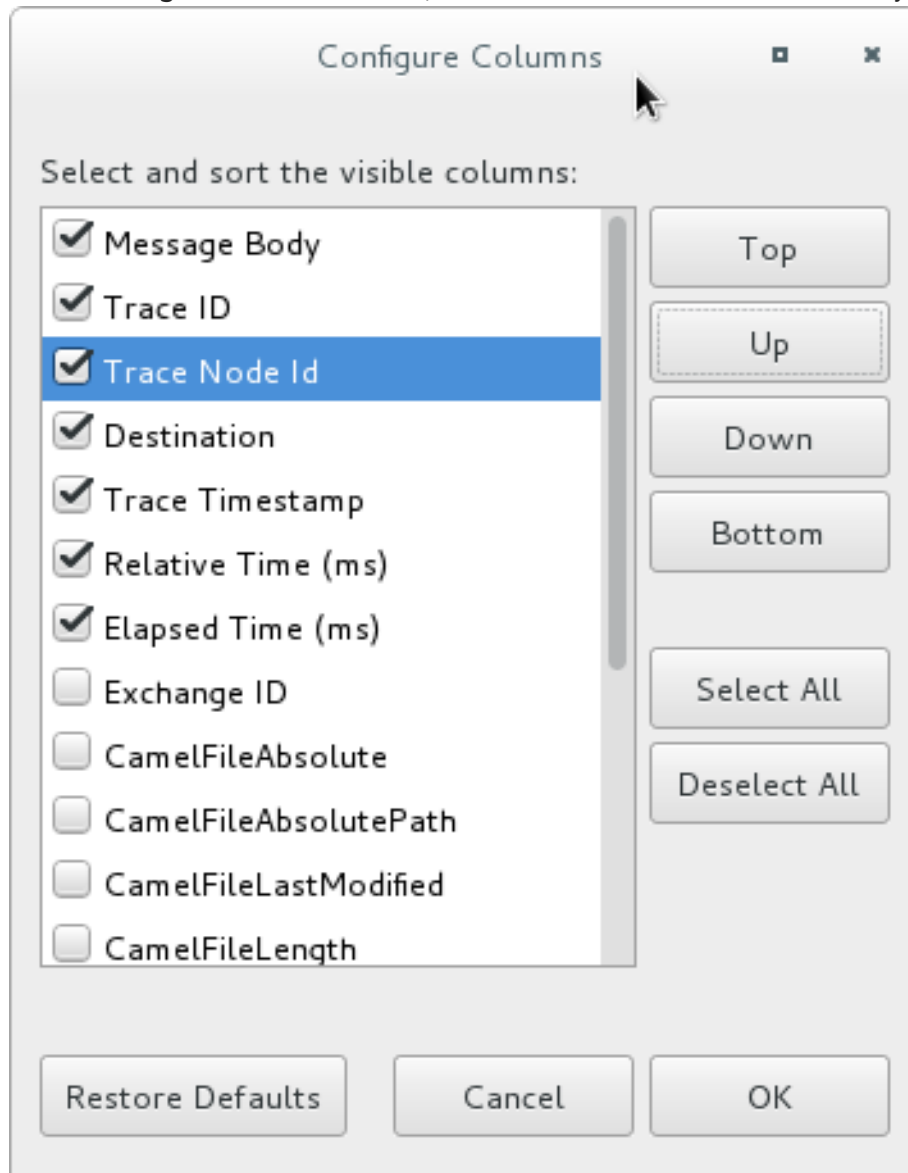 Configure Columns
Select and sort the visible columns:
Message Body
Trace ID
Trace Node Id
Destination
Trace Timestamp
Relative Time (ms)
Elapsed Time (ms)
Exchange ID
CamelFileAbsolute
CamelFileAbsolutePath
CamelFileLastModified
CamelFileLength
Top
Up
Down
Bottom
Select All
Deselect All
Restore Defaults
Cancel
OK